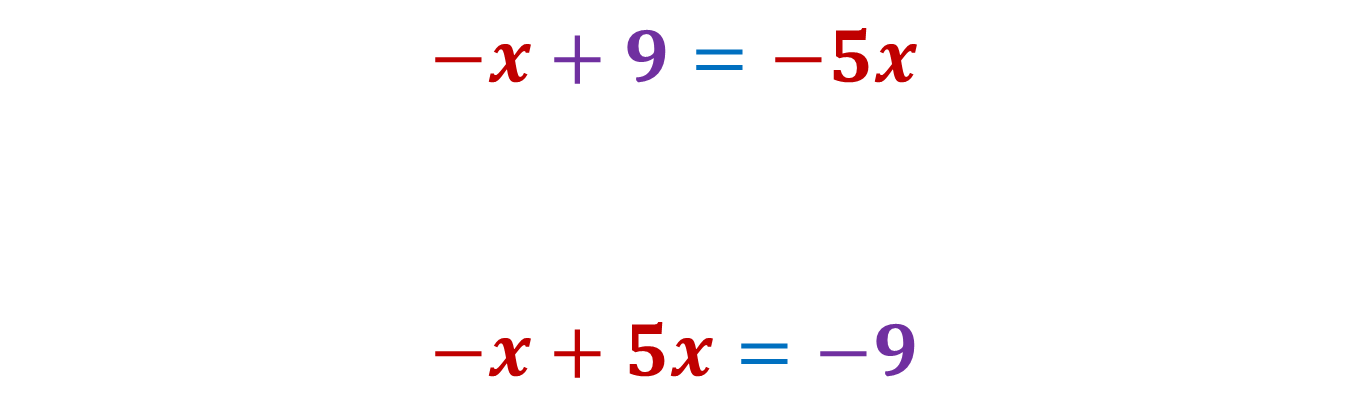 −x + 9 = −5x
−x + 5x = −9